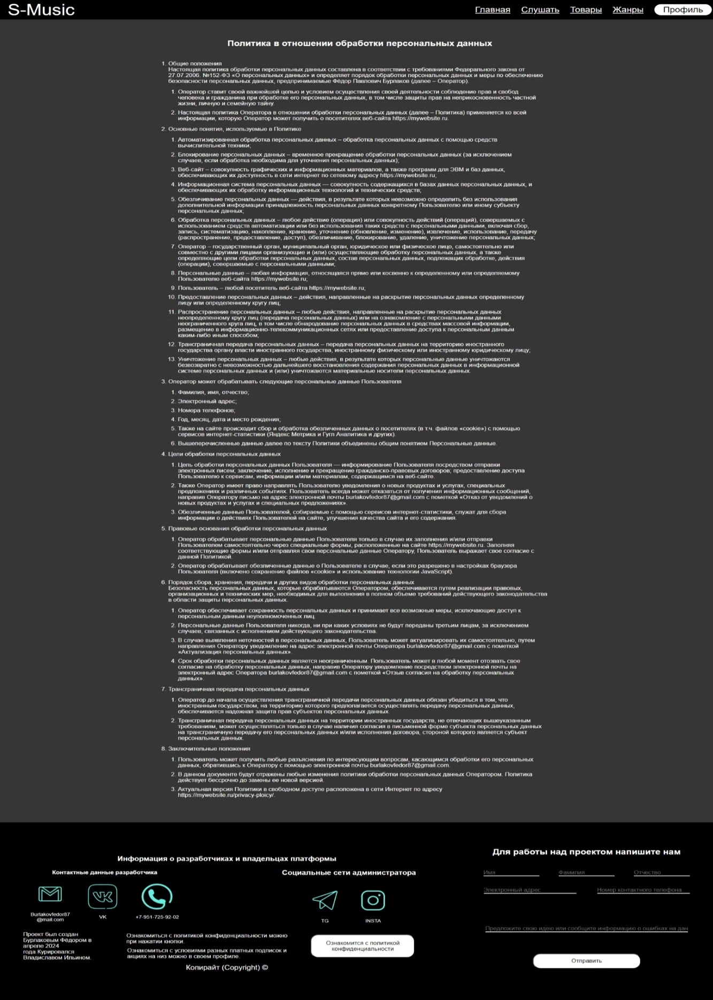 S-Music
Главная Слушать Товары Жанры Профиль
Политика в отношении обработки персональных данных
1. Общие положения
Настоящая политика обработки персональных данных составлена в соответствии с требованиями Федерального закона от
27.07.2006. №152-ФЗ «О персональных данных» и определяет порядок обработки персональных данных и меры по обеспечению
безопасности персональных данных, предпринимаемые Фёдор Павлович Бурлаков (далее – Оператор).
1. Оператор ставит своей важнейшей целью и условием осуществления своей деятельности соблюдение прав и свобод
человека и гражданина при обработке его персональных данных, в том числе защиты прав на неприкосновенность частной
жизни, личную и семейную тайну.
2. Настоящая политика Оператора в отношении обработки персональных данных (далее – Политика) применяется ко всей
информации, которую Оператор может получить о посетителях веб-сайта https://mywebsite.ru.
2. Основные понятия, используемые в Политике
1. Автоматизированная обработка персональных данных – обработка персональных данных с помощью средств
вычислительной техники;
2. Блокирование персональных данных – временное прекращение обработки персональных данных (за исключением
случаев, если обработка необходима для уточнения персональных данных);
3. Веб-сайт – совокупность графических и информационных материалов, а также программ для ЭВМ и баз данных,
обеспечивающих их доступность в сети интернет по сетевому адресу https://mywebsite.ru;
4. Информационная система персональных данных — совокупность содержащихся в базах данных персональных данных, и
обеспечивающих их обработку информационных технологий и технических средств;
5. Обезличивание персональных данных — действия, в результате которых невозможно определить без использования
дополнительной информации принадлежность персональных данных конкретному Пользователю или иному субъекту
персональных данных;
6. Обработка персональных данных – любое действие (операция) или совокупность действий (операций), совершаемых с
использованием средств автоматизации или без использования таких средств с персональными данными, включая сбор,
запись, систематизацию, накопление, хранение, уточнение (обновление, изменение), извлечение, использование, передачу
(распространение, предоставление, доступ), обезличивание, блокирование, удаление, уничтожение персональных данных;
7. Оператор – государственный орган, муниципальный орган, юридическое или физическое лицо, самостоятельно или
совместно с другими лицами организующие и (или) осуществляющие обработку персональных данных, а также
определяющие цели обработки персональных данных, состав персональных данных, подлежащих обработке, действия
(операции), совершаемые с персональными данными;
8. Персональные данные – любая информация, относящаяся прямо или косвенно к определенному или определяемому
Пользователю веб-сайта https://mywebsite.ru;
9. Пользователь – любой посетитель веб-сайта https://mywebsite.ru;
10. Предоставление персональных данных – действия, направленные на раскрытие персональных данных определенному
лицу или определенному кругу лиц;
11. Распространение персональных данных – любые действия, направленные на раскрытие персональных данных
неопределенному кругу лиц (передача персональных данных) или на ознакомление с персональными данными
неограниченного круга лиц, в том числе обнародование персональных данных в средствах массовой информации,
размещение в информационно-телекоммуникационных сетях или предоставление доступа к персональным данным
каким-либо иным способом;
12. Трансграничная передача персональных данных – передача персональных данных на территорию иностранного
государства органу власти иностранного государства, иностранному физическому или иностранному юридическому лицу;
13. Уничтожение персональных данных – любые действия, в результате которых персональные данные уничтожаются
безвозвратно с невозможностью дальнейшего восстановления содержания персональных данных в информационной
системе персональных данных и (или) уничтожаются материальные носители персональных данных.
3. Оператор может обрабатывать следующие персональные данные Пользователя
1. Фамилия, имя, отчество;
2. Электронный адрес;
3. Номера телефонов;
4. Год, месяц, дата и место рождения;
5. Также на сайте происходит сбор и обработка обезличенных данных о посетителях (в т.ч. файлов «cookie») с помощью
сервисов интернет-статистики (Яндекс Метрика и Гугл Аналитика и других).
6. Вышеперечисленные данные далее по тексту Политики объединены общим понятием Персональные данные.
4. Цели обработки персональных данных
1. Цель обработки персональных данных Пользователя — информирование Пользователя посредством отправки
электронных писем; заключение, исполнение и прекращение гражданско-правовых договоров; предоставление доступа
Пользователю к сервисам, информации и/или материалам, содержащимся на веб-сайте.
2. Также Оператор имеет право направлять Пользователю уведомления о новых продуктах и услугах, специальных
предложениях и различных событиях. Пользователь всегда может отказаться от получения информационных сообщений,
направив Оператору письмо на адрес электронной почты burlakovfedor87@gmail.com с пометкой «Отказ от уведомлений о
новых продуктах и услугах и специальных предложениях».
3. Обезличенные данные Пользователей, собираемые с помощью сервисов интернет-статистики, служат для сбора
информации о действиях Пользователей на сайте, улучшения качества сайта и его содержания.
5. Правовые основания обработки персональных данных
1. Оператор обрабатывает персональные данные Пользователя только в случае их заполнения и/или отправки
Пользователем самостоятельно через специальные формы, расположенные на сайте https://mywebsite.ru. Заполняя
соответствующие формы и/или отправляя свои персональные данные Оператору, Пользователь выражает свое согласие с
данной Политикой.
2. Оператор обрабатывает обезличенные данные о Пользователе в случае, если это разрешено в настройках браузера
Пользователя (включено сохранение файлов «cookie» и использование технологии JavaScript).
6. Порядок сбора, хранения, передачи и других видов обработки персональных данных
Безопасность персональных данных, которые обрабатываются Оператором, обеспечивается путем реализации правовых,
организационных и технических мер, необходимых для выполнения в полном объеме требований действующего законодательства
в области защиты персональных данных.
1. Оператор обеспечивает сохранность персональных данных и принимает все возможные меры, исключающие доступ к
персональным данным неуполномоченных лиц.
2. Персональные данные Пользователя никогда, ни при каких условиях не будут переданы третьим лицам, за исключением
случаев, связанных с исполнением действующего законодательства.
3. В случае выявления неточностей в персональных данных, Пользователь может актуализировать их самостоятельно, путем
направления Оператору уведомление на адрес электронной почты Оператора burlakovfedor87@gmail.com с пометкой
«Актуализация персональных данных».
4. Срок обработки персональных данных является неограниченным. Пользователь может в любой момент отозвать свое
согласие на обработку персональных данных, направив Оператору уведомление посредством электронной почты на
электронный адрес Оператора burlakovfedor87@gmail.com с пометкой «Отзыв согласия на обработку персональных
данных».
7. Трансграничная передача персональных данных
1. Оператор до начала осуществления трансграничной передачи персональных данных обязан убедиться в том, что
иностранным государством, на территорию которого предполагается осуществлять передачу персональных данных,
обеспечивается надежная защита прав субъектов персональных данных.
2. Трансграничная передача персональных данных на территории иностранных государств, не отвечающих вышеуказанным
требованиям, может осуществляться только в случае наличия согласия в письменной форме субъекта персональных данных
на трансграничную передачу его персональных данных и/или исполнения договора, стороной которого является субъект
персональных данных.
8. Заключительные положения
1. Пользователь может получить любые разъяснения по интересующим вопросам, касающимся обработки его персональных
данных, обратившись к Оператору с помощью электронной почты burlakovfedor87@gmail.com.
2. В данном документе будут отражены любые изменения политики обработки персональных данных Оператором. Политика
действует бессрочно до замены ее новой версией.
3. Актуальная версия Политики в свободном доступе расположена в сети Интернет по адресу
https://mywebsite.ru/privacy-ploicy/.
Информация о разработчиках и владельцах платформы
Контактные данные разработчика
Burlakovfedor87
@mail.com
VK
+7-951-725-92-02
Социальные сети администратора
TG
INSTA
Проект был создан
Бурлаковым Фёдором в
апреле 2024
года.Курировался
Владиславом Ильином.
Ознакомиться с политикой конфиденциальности можно
при нажатии кнопки.
Ознакомиться с условиями разных платных подписок и
акциях на низ можно в своем профиле.
Копирайт (Copyright) ©
Ознакомится с политикой
конфиденциальности
Для работы над проектом напишите нам
Имя Фамилия Отчество
Электронный адрес Номер контактного телефона
Предложите свою идею или сообщите информацию о ошибках на дан
Отправить